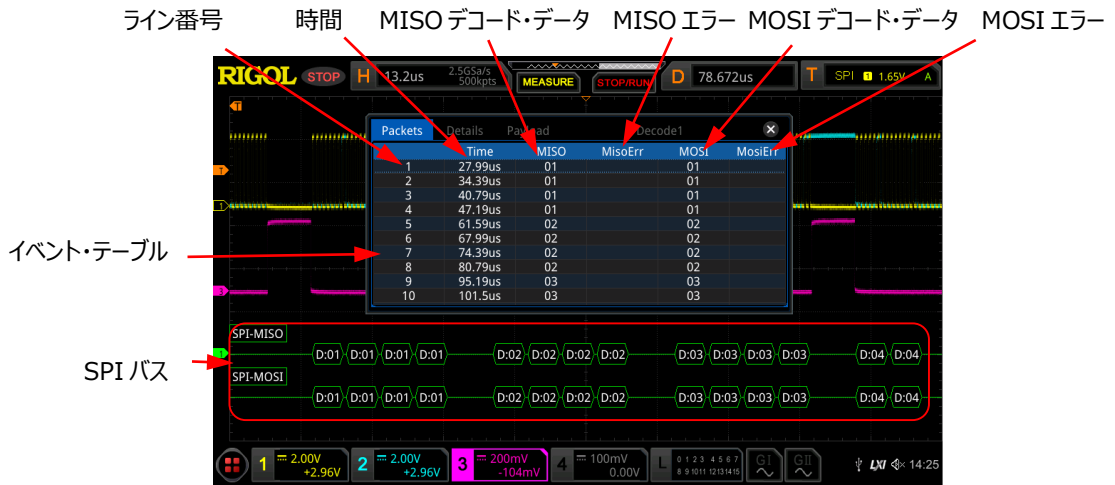 ライン番号 時間 MISO デコード・データ MISO エラー MOSI デコード・データ MOSI エラー
RIGOL STOP H 13.2us 2.5GSa/s 500kpts MEASURE STOP/RUN D 78.672us T SPI 1 1.65V A
T
Packets Details Payload Decode1
Time MISO MisoErr MOSI MosiErr
1 27.99us 01 01
2 34.39us 01 01
3 40.79us 01 01
4 47.19us 01 01
5 61.59us 02 02
6 67.99us 02 02
7 74.39us 02 02
8 80.79us 02 02
9 95.19us 03 03
10 101.5us 03 03
T
1
3
イベント・テーブル
SPI バス
SPI-MISO
1 D:01 D:01 D:01 D:01 D:02 D:02 D:02 D:02 D:03 D:03 D:03 D:03 D:04 D:04
SPI-MOSI
D:01 D:01 D:01 D:01 D:02 D:02 D:02 D:02 D:03 D:03 D:03 D:03 D:04 D:04
1 2.00V +2.96V 2 2.00V +2.96V 3 200mV -104mV 4 100mV 0.00V L 0 1 2 3 4 5 6 7 8 9 10 11 12 13 14 15 GI GII LXI 14:25